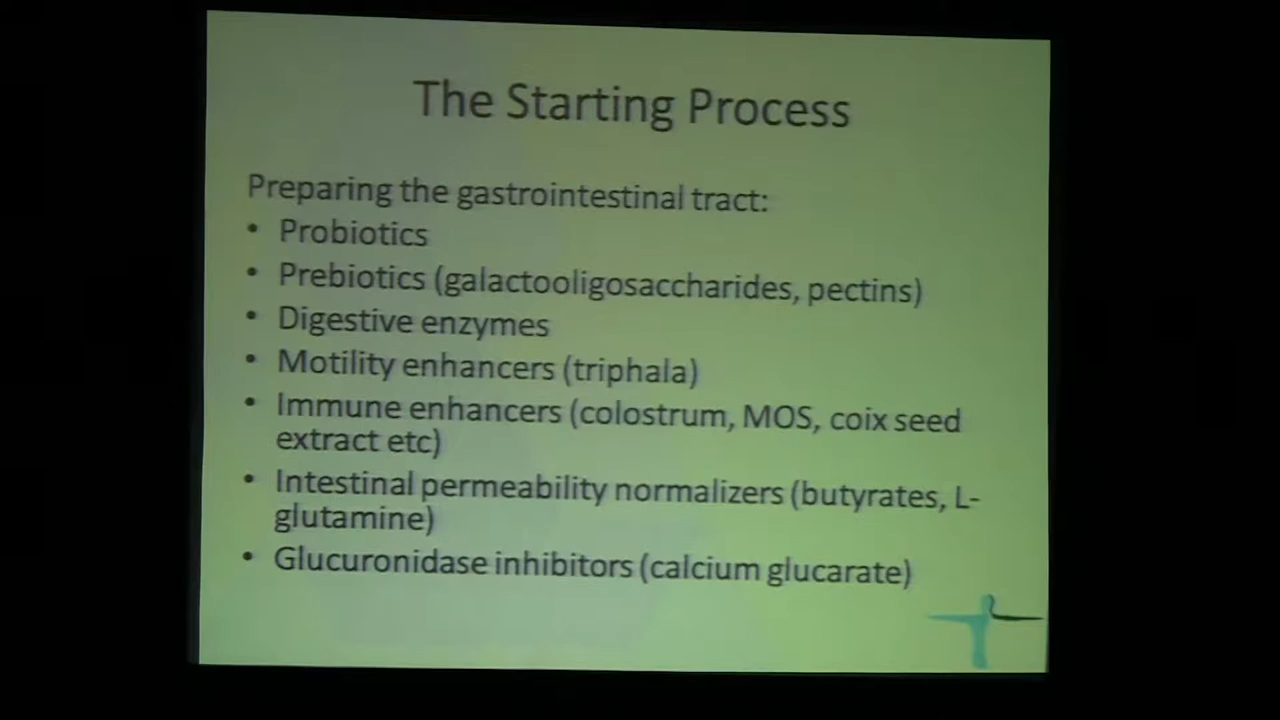 The Starting Process
Preparing the gastrointestinal tract:
• Probiotics
• Prebiotics (galactooligosaccharides, pectins)
• Digestive enzymes
• Motility enhancers (triphala)
• Immune enhancers (colostrum, MOS, coix seed
extract etc)
• Intestinal permeability normalizers (butyrates, L-
glutamine)
• Glucuronidase inhibitors (calcium glucarate)